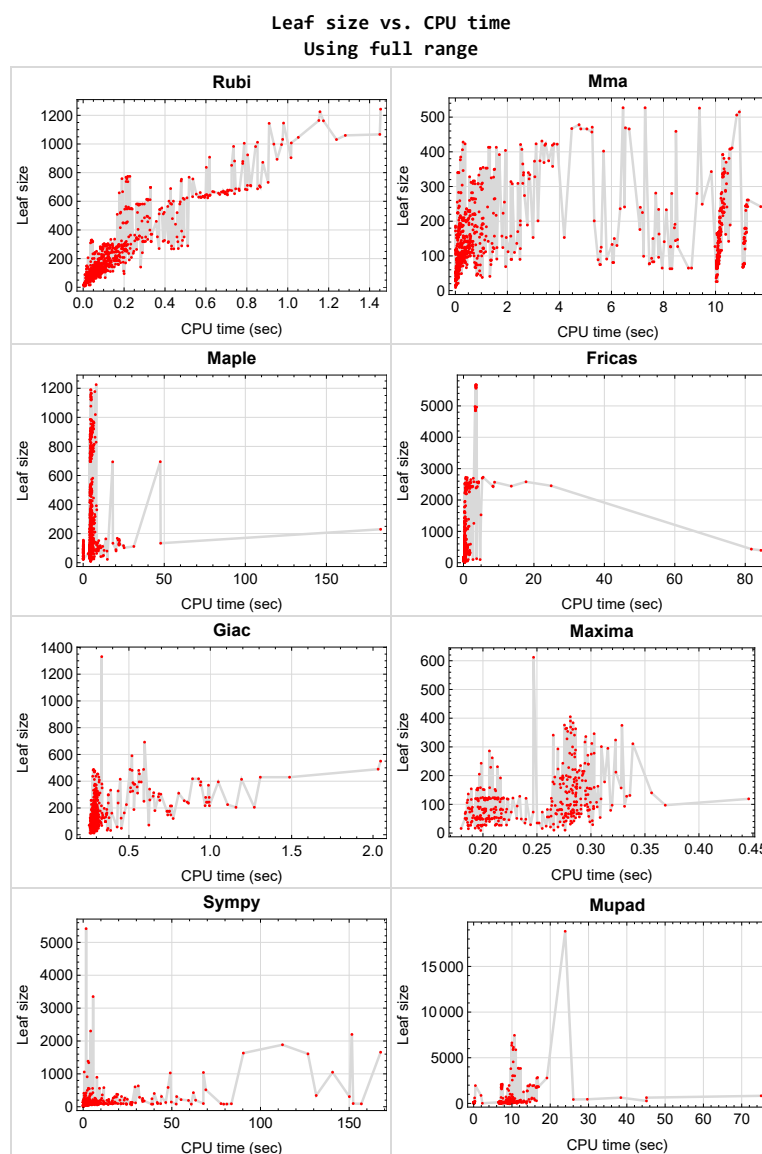 Leaf size vs. CPU time
Using full range
Rubi
Leaf size
1200
1000
800
600
400
200
0
0.0 0.2 0.4 0.6 0.8 1.0 1.2 1.4
CPU time (sec)
Mma
Leaf size
500
400
300
200
100
0
0 2 4 6 8 10
CPU time (sec)
Maple
Leaf size
1200
1000
800
600
400
200
0
0 50 100 150
CPU time (sec)
Fricas
Leaf size
5000
4000
3000
2000
1000
0
0 20 40 60 80
CPU time (sec)
Giac
Leaf size
1400
1200
1000
800
600
400
200
0
0.5 1.0 1.5 2.0
CPU time (sec)
Maxima
Leaf size
600
500
400
300
200
100
0
0.20 0.25 0.30 0.35 0.40 0.45
CPU time (sec)
Sympy
Leaf size
5000
4000
3000
2000
1000
0
0 50 100 150
CPU time (sec)
Mupad
Leaf size
15 000
10 000
5000
0
0 10 20 30 40 50 60 70
CPU time (sec)